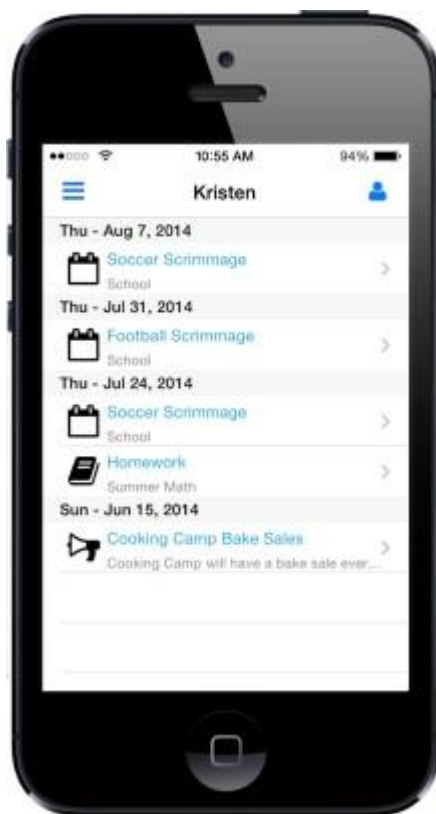 10:55 AM 94%
Kristen
Thu - Aug 7, 2014
Soccer Scrimmage
School
Thu - Jul 31, 2014
Football Scrimmage
School
Thu - Jul 24, 2014
Soccer Scrimmage
School
Homework
Summer Math
Sun - Jun 15, 2014
Cooking Camp Bake Sales
Cooking Camp will have a bake sale ever...